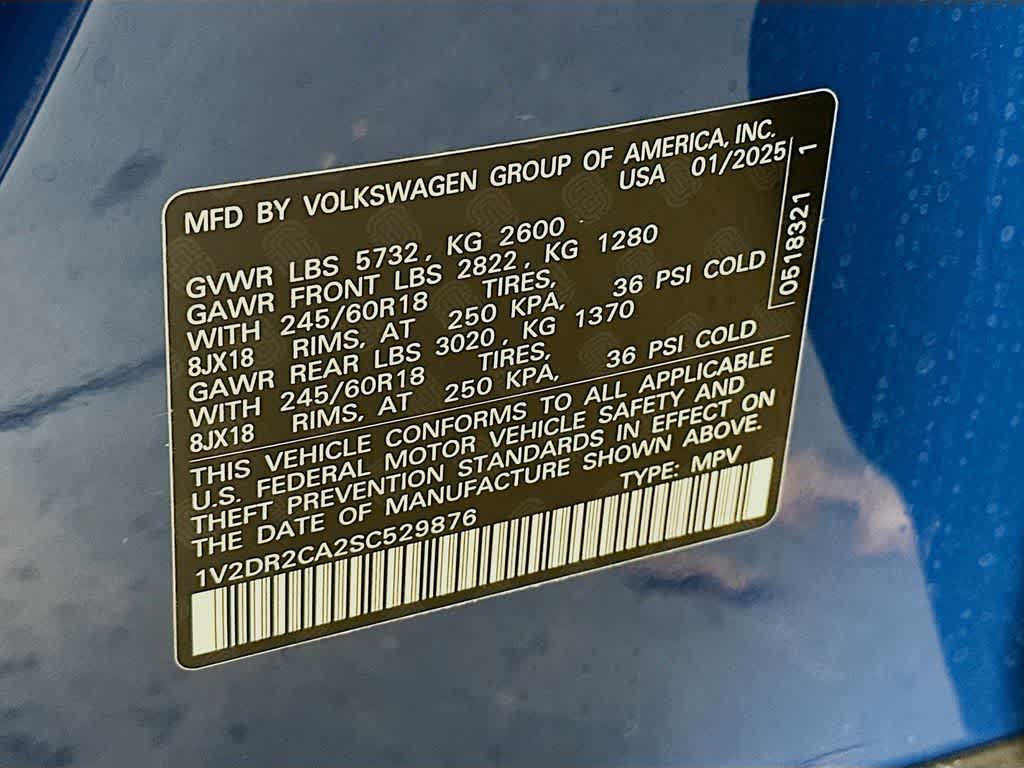 MFD BY VOLKSWAGEN GROUP OF AMERICA, INC.
USA 01/2025
GVWR LBS 5732, KG 2600
GAWR FRONT LBS 2822, KG 1280
WITH 245/60R18 TIRES,
8JX18 RIMS, AT 250 KPA, 36 PSI COLD
GAWR REAR LBS 3020, KG 1370
WITH 245/60R18 TIRES,
8JX18 RIMS, AT 250 KPA, 36 PSI COLD
THIS VEHICLE CONFORMS TO ALL APPLICABLE
U.S. FEDERAL MOTOR VEHICLE SAFETY AND
THEFT PREVENTION STANDARDS IN EFFECT ON
THE DATE OF MANUFACTURE SHOWN ABOVE.
TYPE: MPV
1V2DR2CA2SC529876
0518321 1